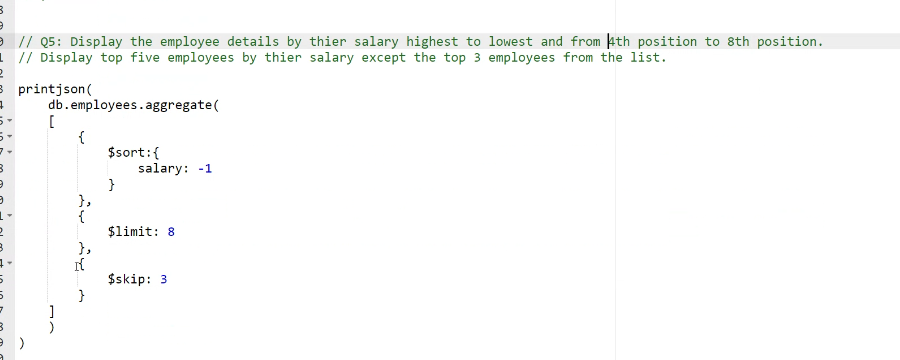 // Q5: Display the employee details by thier salary highest to lowest and from 4th position to 8th position.
// Display top five employees by thier salary except the top 3 employees from the list.
printjson(
db.employees.aggregate(
[
{
$sort:{
salary: -1
}
},
{
$limit: 8
},
{
$skip: 3
}
]
)
)